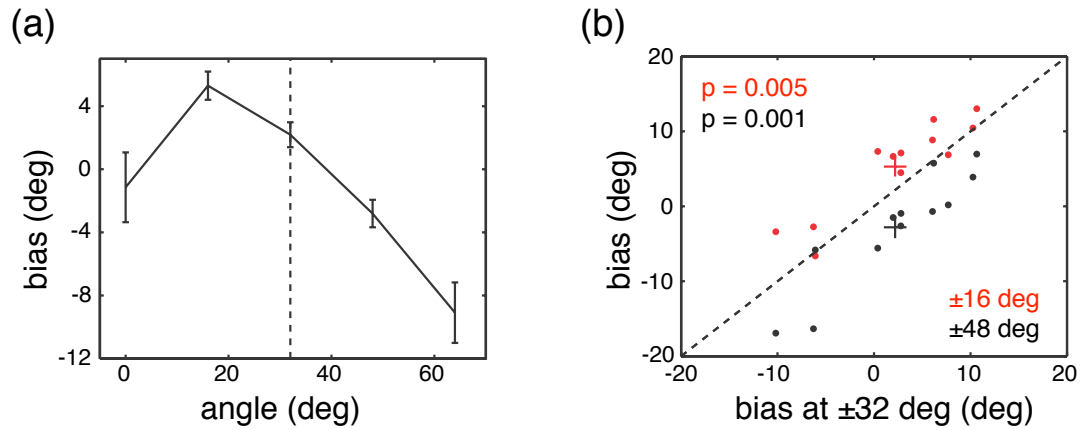 (a)
4
0
-4
-8
-12
bias (deg)
0
20
40
60
angle (deg)
(b)
20
10
0
-10
-20
bias (deg)
p = 0.005
p = 0.001
±16 deg
±48 deg
-20
-10
0
10
20
bias at ±32 deg (deg)